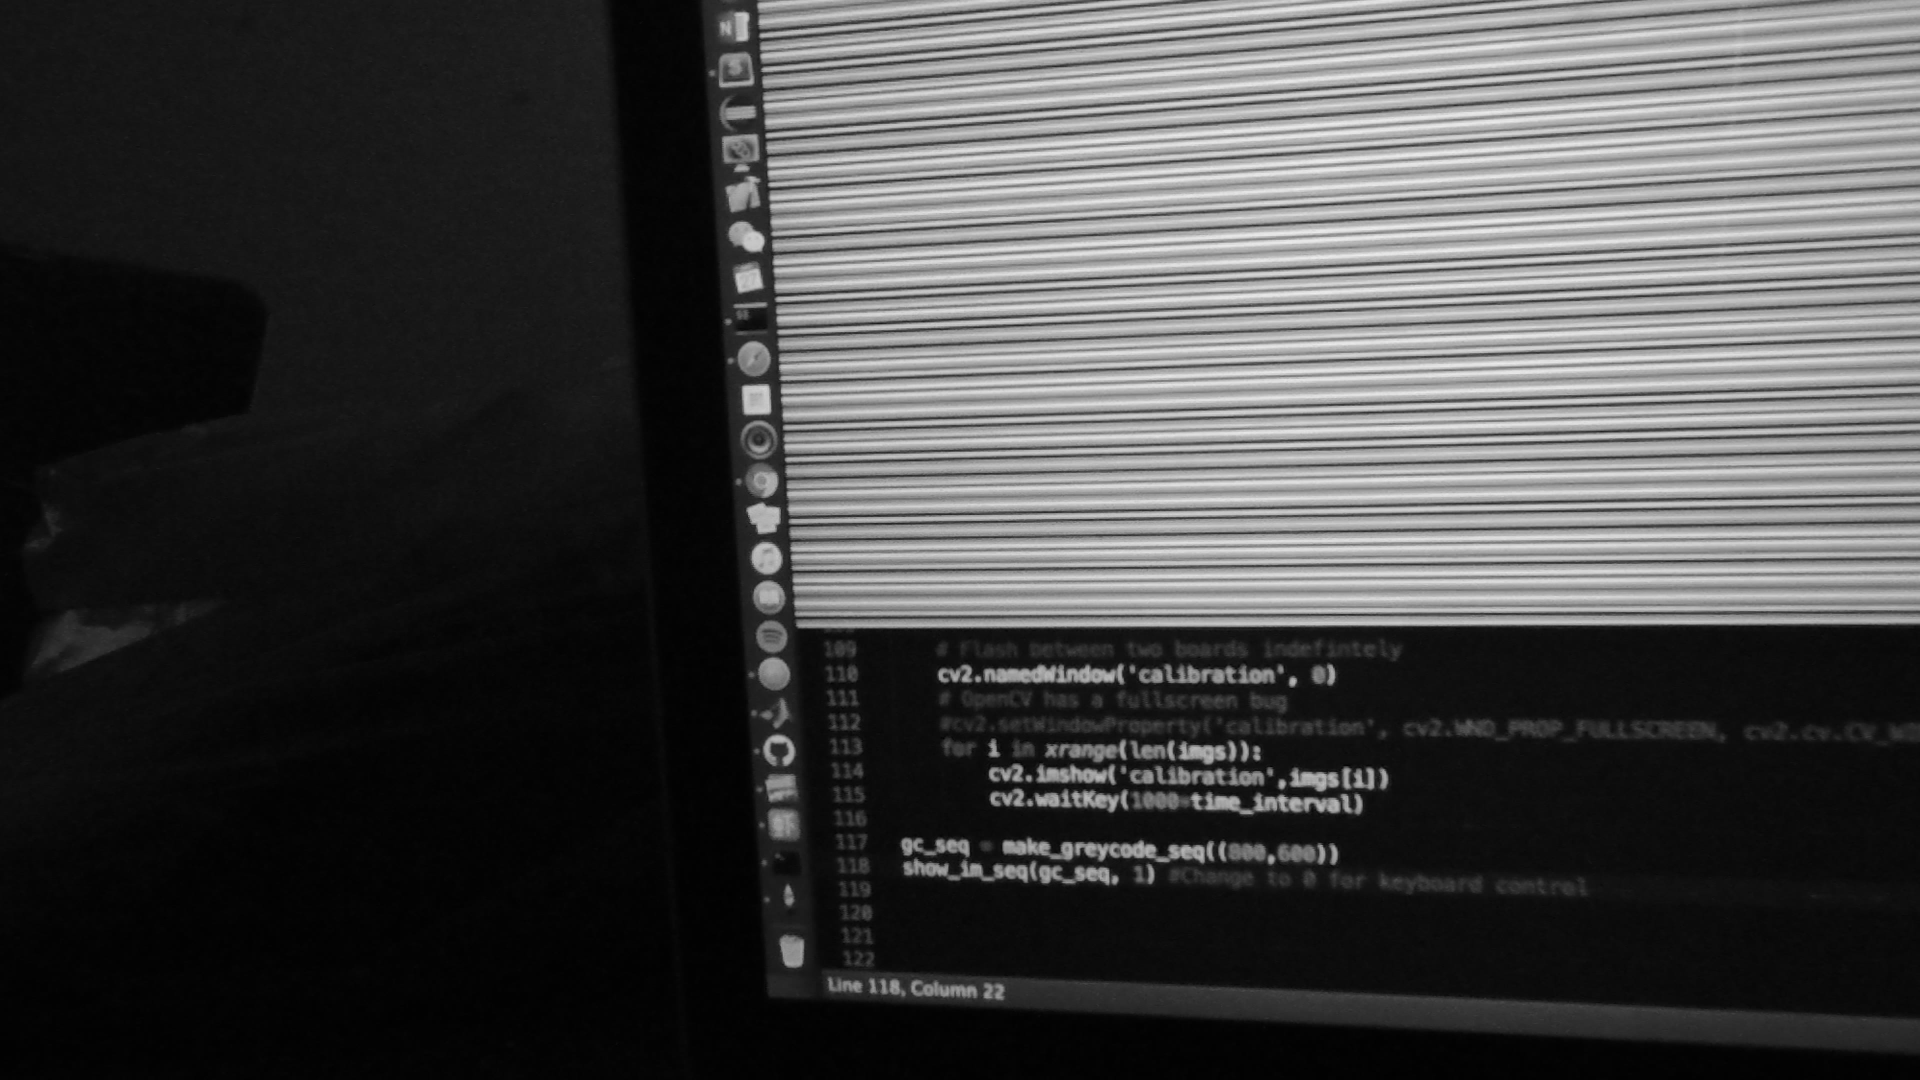 109 # Flash between two boards indefintely
110 cv2.namedWindow('calibration', 0)
111 # OpenCV has a fullscreen bug
112 #cv2.setWindowProperty('calibration', cv2.WND_PROP_FULLSCREEN, cv2.cv.CV_WI
113 for i in xrange(len(imgs)):
114 cv2.imshow('calibration',imgs[i])
115 cv2.waitKey(1000*time_interval)
116
117 gc_seq = make_greycode_seq((800,600))
118 show_im_seq(gc_seq, 1) #Change to 0 for keyboard control
119
120
121
122
Line 118, Column 22